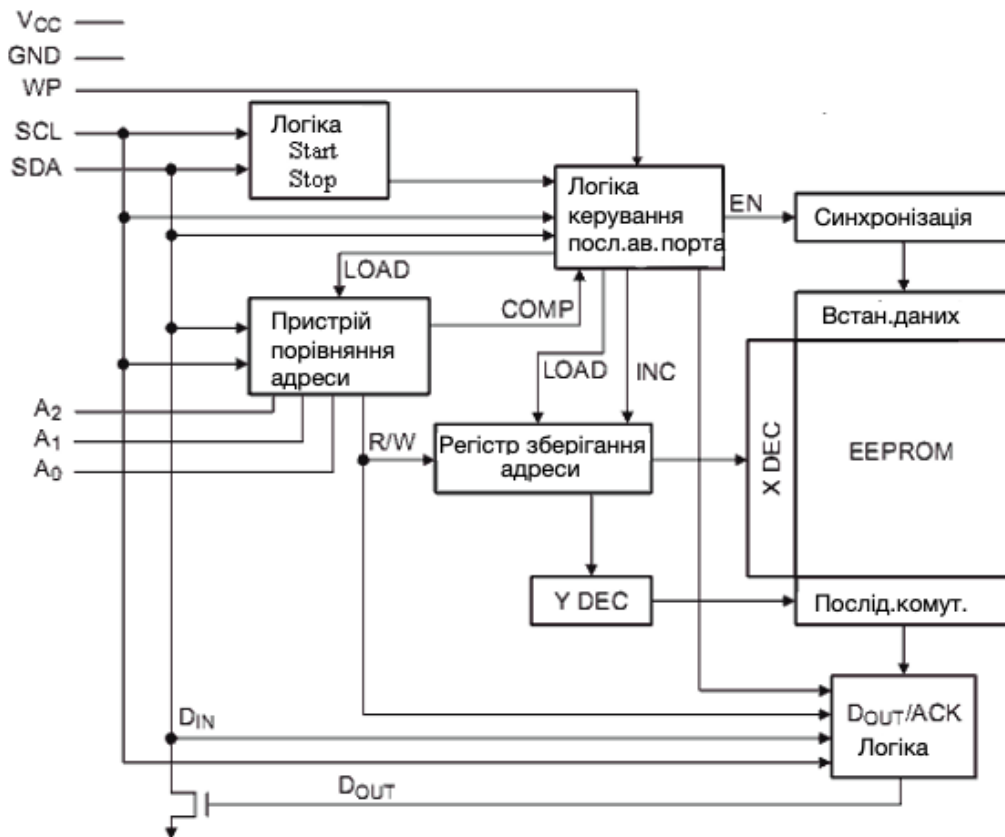 VCC
GND
WP
SCL
SDA
Логіка
Start
Stop
Логіка
керування
посл.ав.порта
EN
Синхронізація
LOAD
COMP
Встан.даних
Пристрій
порівняння
адреси
LOAD
INC
A2
A1
A0
R/W
Регістр зберігання
адреси
X DEC
EEPROM
Y DEC
Послід.комут.
DIN
DOUT/ACK
Логіка
DOUT